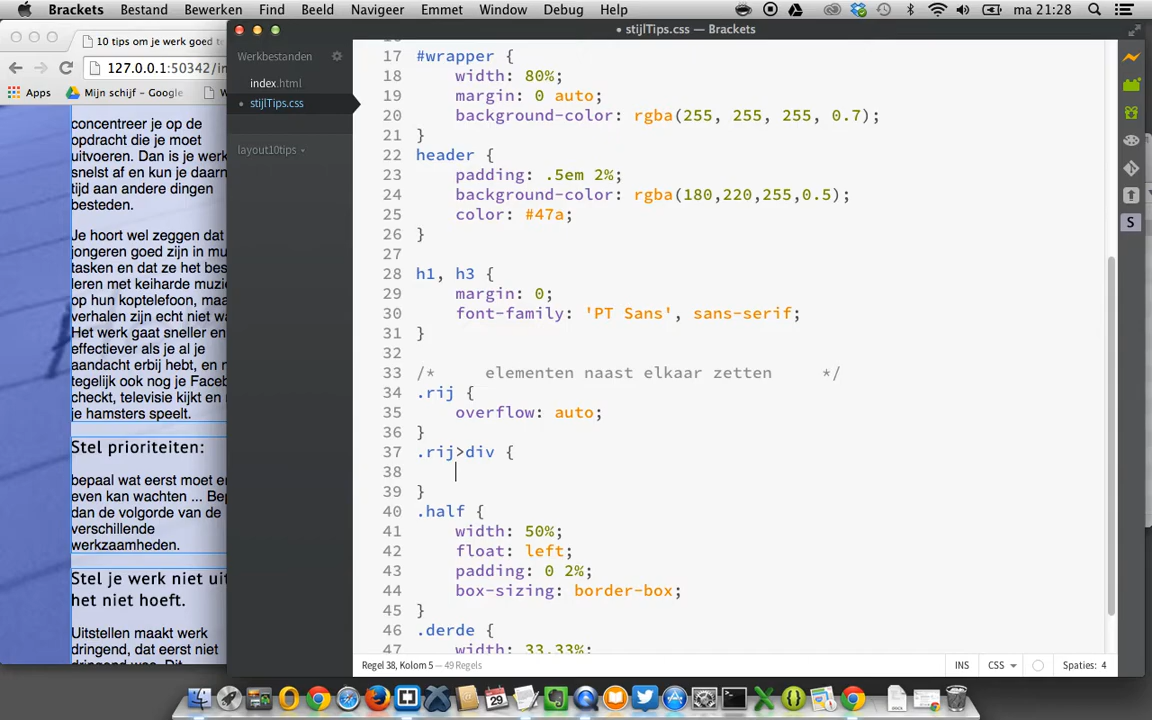 Brackets Bestand Bewerken Find Beeld Navigeer Emmet Window Debug Help ma 21:28
10 tips om je werk goed t
127.0.0.1:50342/in
Apps Mijn schijf - Google
concentreer je op de
opdracht die je moet
uitvoeren. Dan is je werk
snelst af en kun je daarn
tijd aan andere dingen
besteden.
Je hoort wel zeggen dat
jongeren goed zijn in mu
tasken en dat ze het bes
leren met keiharde muzie
op hun koptelefoon, maa
verhalen zijn echt niet wa
Het werk gaat sneller en
effectiever als je al je
aandacht erbij hebt, en n
tegelijk ook nog je Faceb
checkt, televisie kijkt en n
je hamsters speelt.
Stel prioriteiten:
bepaal wat eerst moet en
even kan wachten ... Bep
dan de volgorde van de
verschillende
werkzaamheden.
Stel je werk niet uit
het niet hoeft.
Uitstellen maakt werk
dringend, dat eerst niet
dringend was. Dit
• stijlTips.css — Brackets
Werkbestanden
index.html
• stijlTips.css
layout10tips
17 #wrapper {
18 width: 80%;
19 margin: 0 auto;
20 background-color: rgba(255, 255, 255, 0.7);
21 }
22 header {
23 padding: .5em 2%;
24 background-color: rgba(180,220,255,0.5);
25 color: #47a;
26 }
27
28 h1, h3 {
29 margin: 0;
30 font-family: 'PT Sans', sans-serif;
31 }
32
33 /* elementen naast elkaar zetten */
34 .rij {
35 overflow: auto;
36 }
37 .rij>div {
38
39 }
40 .half {
41 width: 50%;
42 float: left;
43 padding: 0 2%;
44 box-sizing: border-box;
45 }
46 .derde {
47 width: 33.33%;
Regel 38, Kolom 5 — 49 Regels INS CSS Spaties: 4